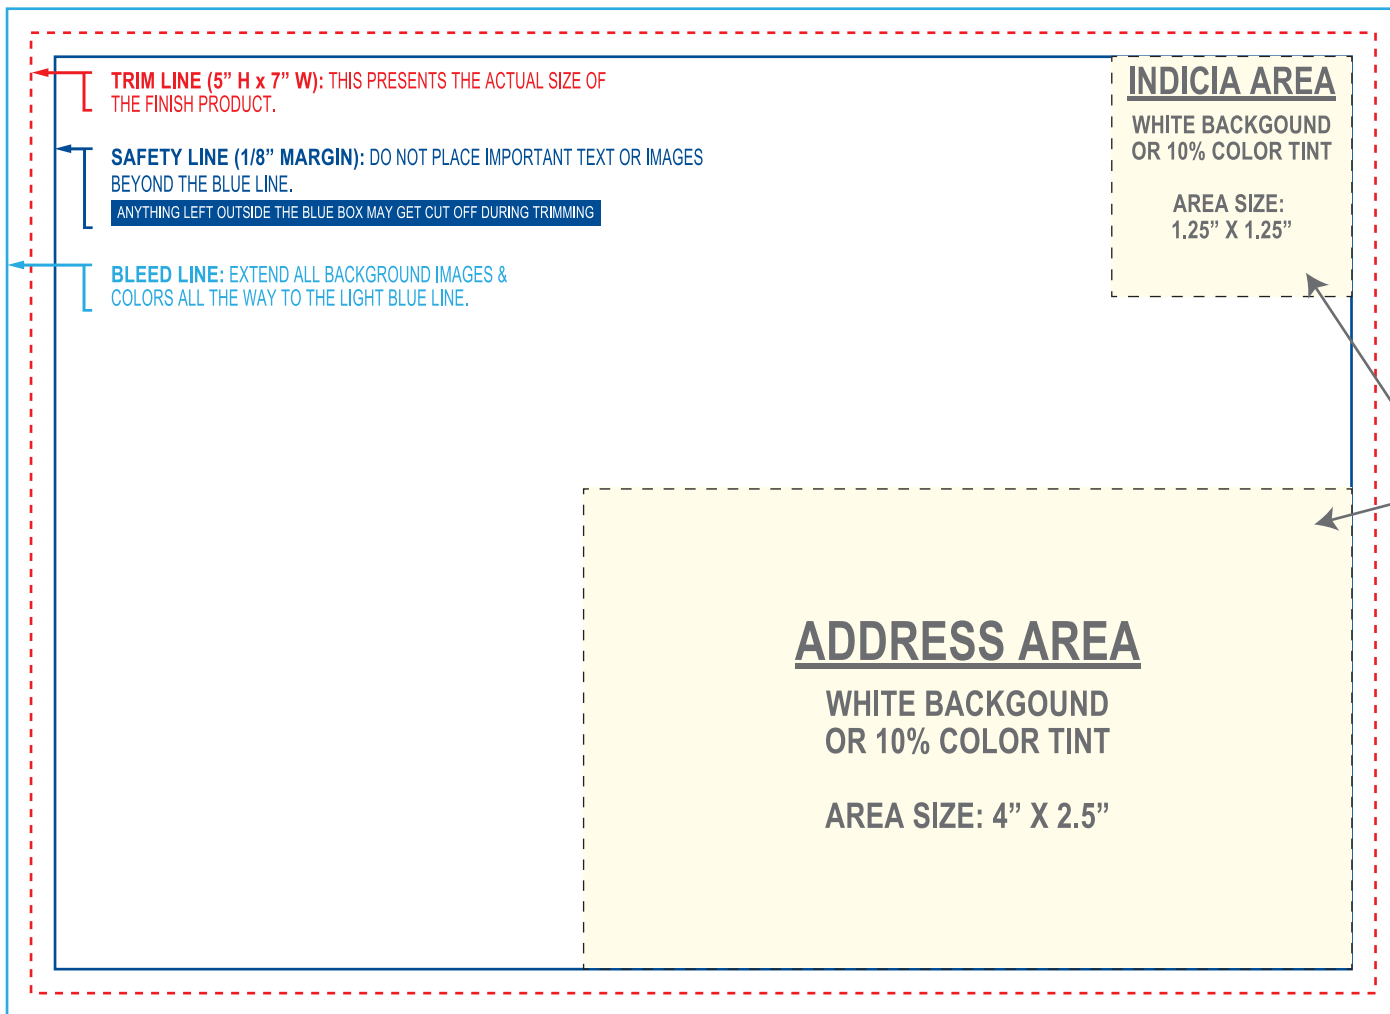 TRIM LINE (5” H x 7” W): THIS PRESENTS THE ACTUAL SIZE OF
THE FINISH PRODUCT.
SAFETY LINE (1/8” MARGIN): DO NOT PLACE IMPORTANT TEXT OR IMAGES
BEYOND THE BLUE LINE.
ANYTHING LEFT OUTSIDE THE BLUE BOX MAY GET CUT OFF DURING TRIMMING
BLEED LINE: EXTEND ALL BACKGROUND IMAGES &
COLORS ALL THE WAY TO THE LIGHT BLUE LINE.
INDICIA AREA
WHITE BACKGOUND
OR 10% COLOR TINT
AREA SIZE:
1.25” X 1.25”
ADDRESS AREA
WHITE BACKGOUND
OR 10% COLOR TINT
AREA SIZE: 4” X 2.5”